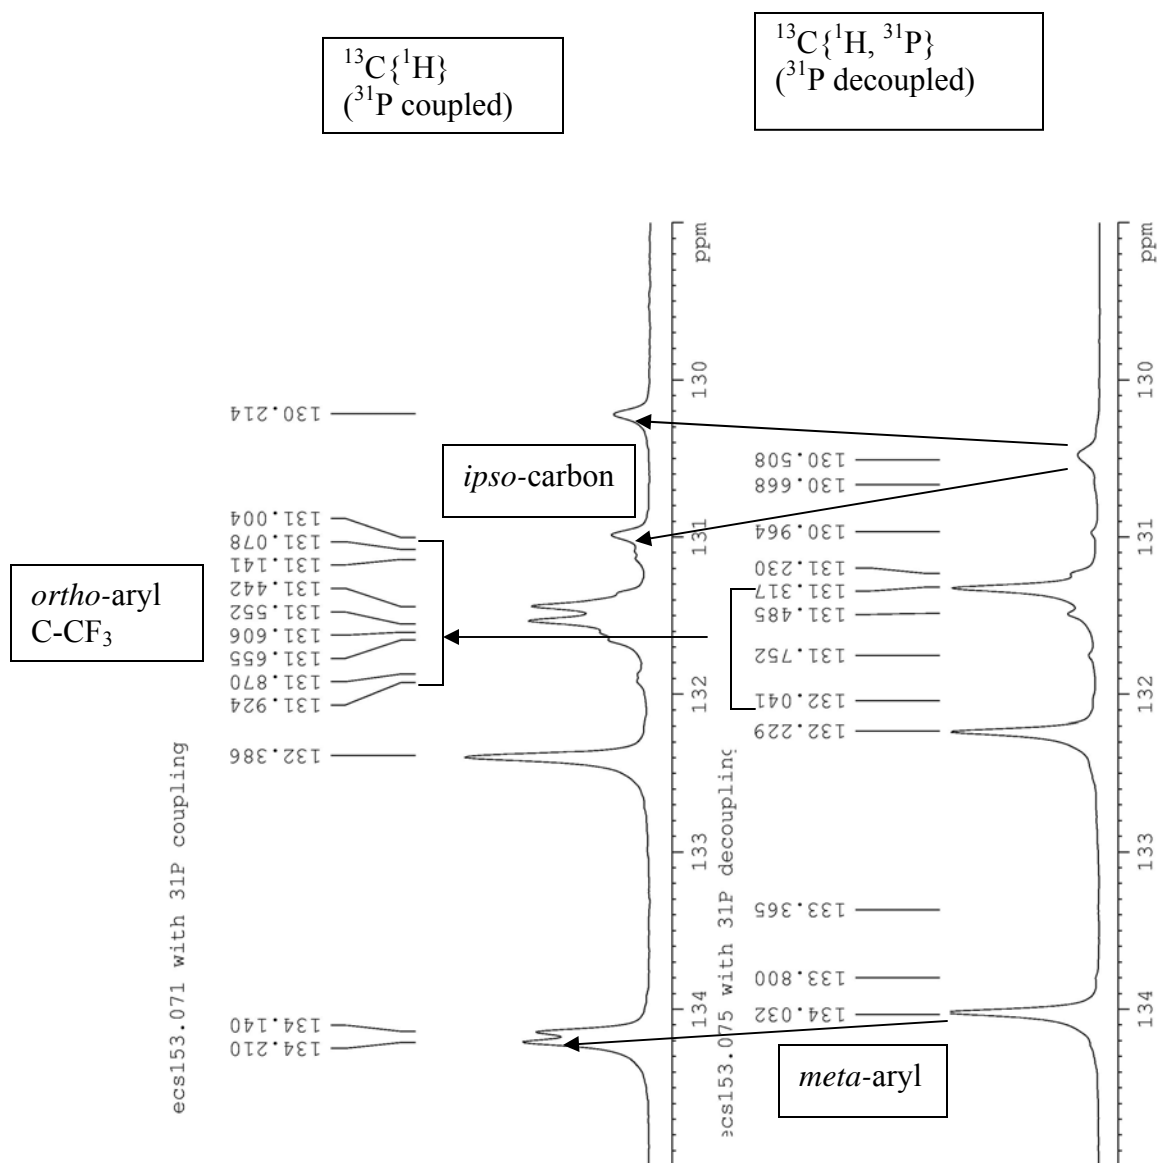 ¹³C{¹H}
(³¹P coupled)
¹³C{¹H, ³¹P}
(³¹P decoupled)
ppm
130
131
132
133
134
130.214
131.004
131.078
131.141
131.442
131.552
131.606
131.655
131.870
131.924
132.386
134.140
134.210
ipso-carbon
ortho-aryl
C-CF₃
ecs153.071 with 31P coupling
ppm
130
131
132
133
134
130.508
130.668
130.964
131.230
131.317
131.485
131.752
132.041
132.229
133.365
133.800
134.032
ecs153.075 with 31P decoupling
meta-aryl